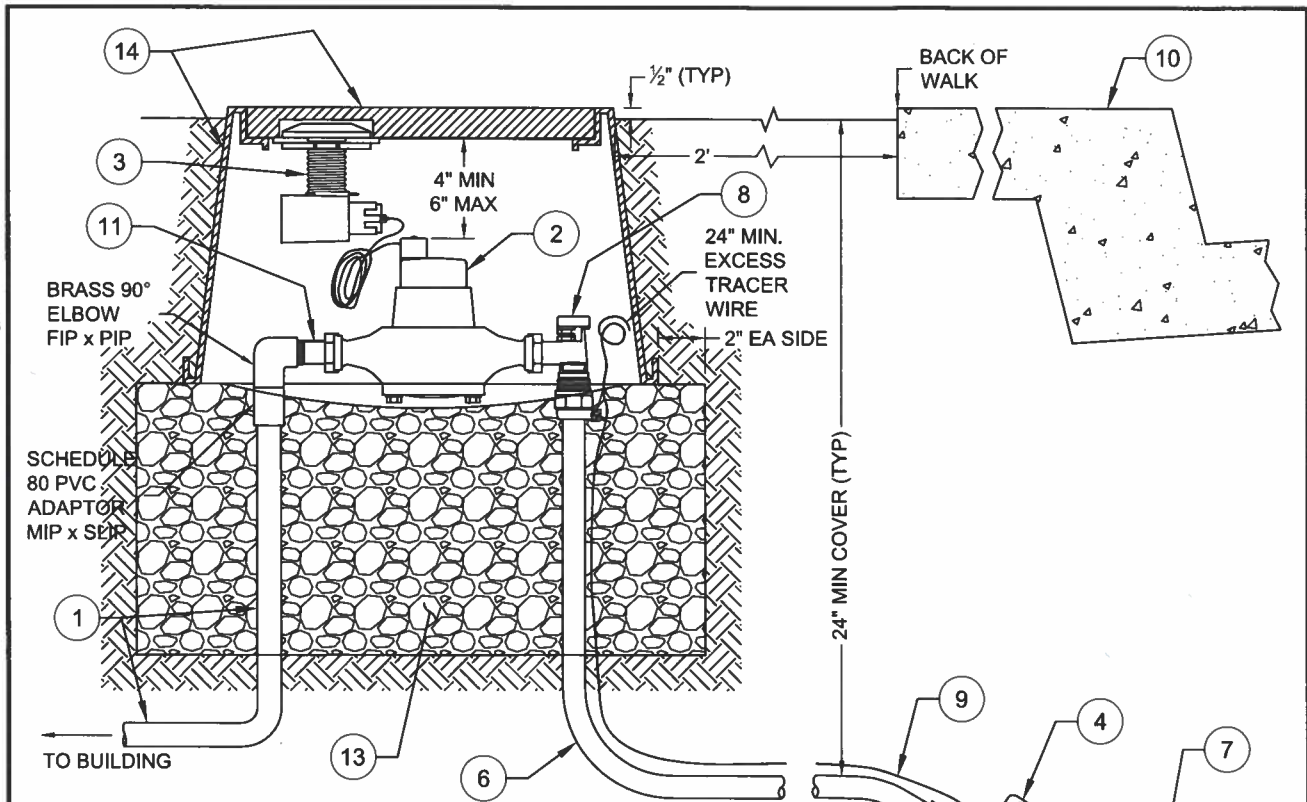 14
½" (TYP)
BACK OF
WALK
10
3
2'
4" MIN
6" MAX
8
11
2
24" MIN.
EXCESS
TRACER
WIRE
BRASS 90°
ELBOW
FIP x PIP
2" EA SIDE
SCHEDULE
80 PVC
ADAPTOR
MIP x SLIP
24" MIN COVER (TYP)
1
9
4
7
TO BUILDING
13
6